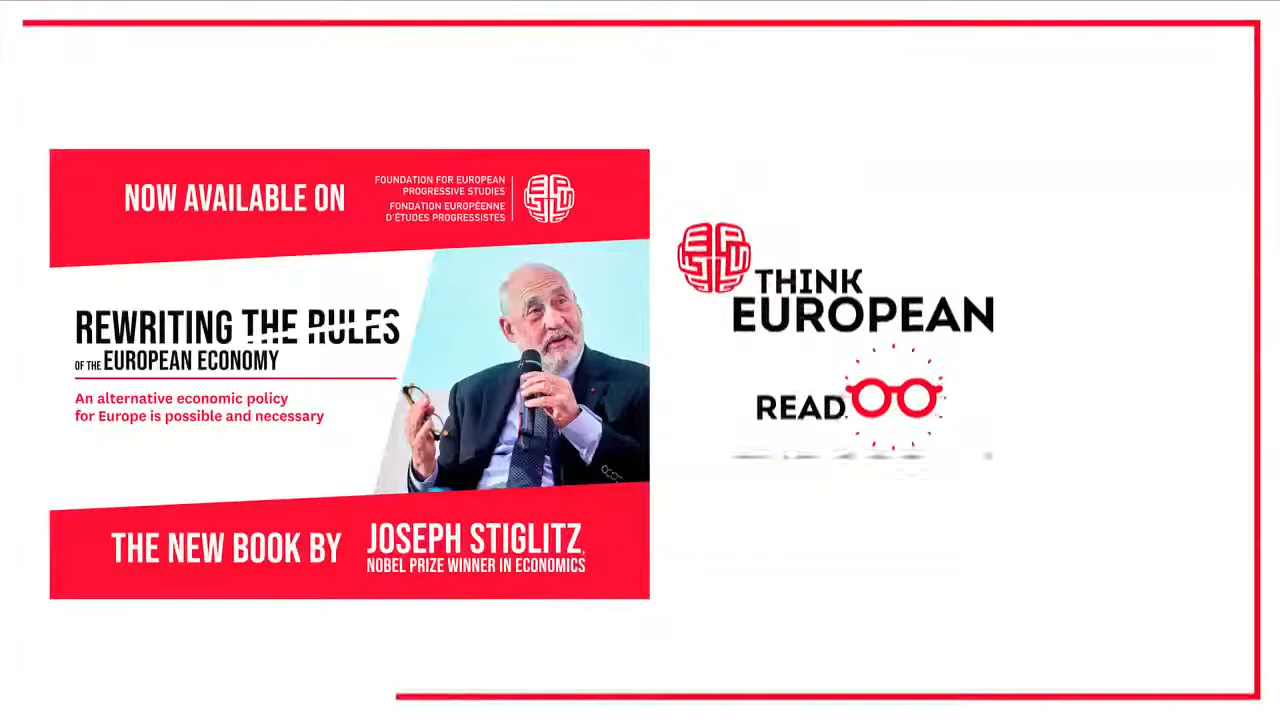 NOW AVAILABLE ON
FOUNDATION FOR EUROPEAN
PROGRESSIVE STUDIES
FONDATION EUROPÉENNE
D'ÉTUDES PROGRESSISTES
REWRITING THE RULES
OF THE EUROPEAN ECONOMY
An alternative economic policy
for Europe is possible and necessary
THE NEW BOOK BY
JOSEPH STIGLITZ,
NOBEL PRIZE WINNER IN ECONOMICS
THINK
EUROPEAN
READ